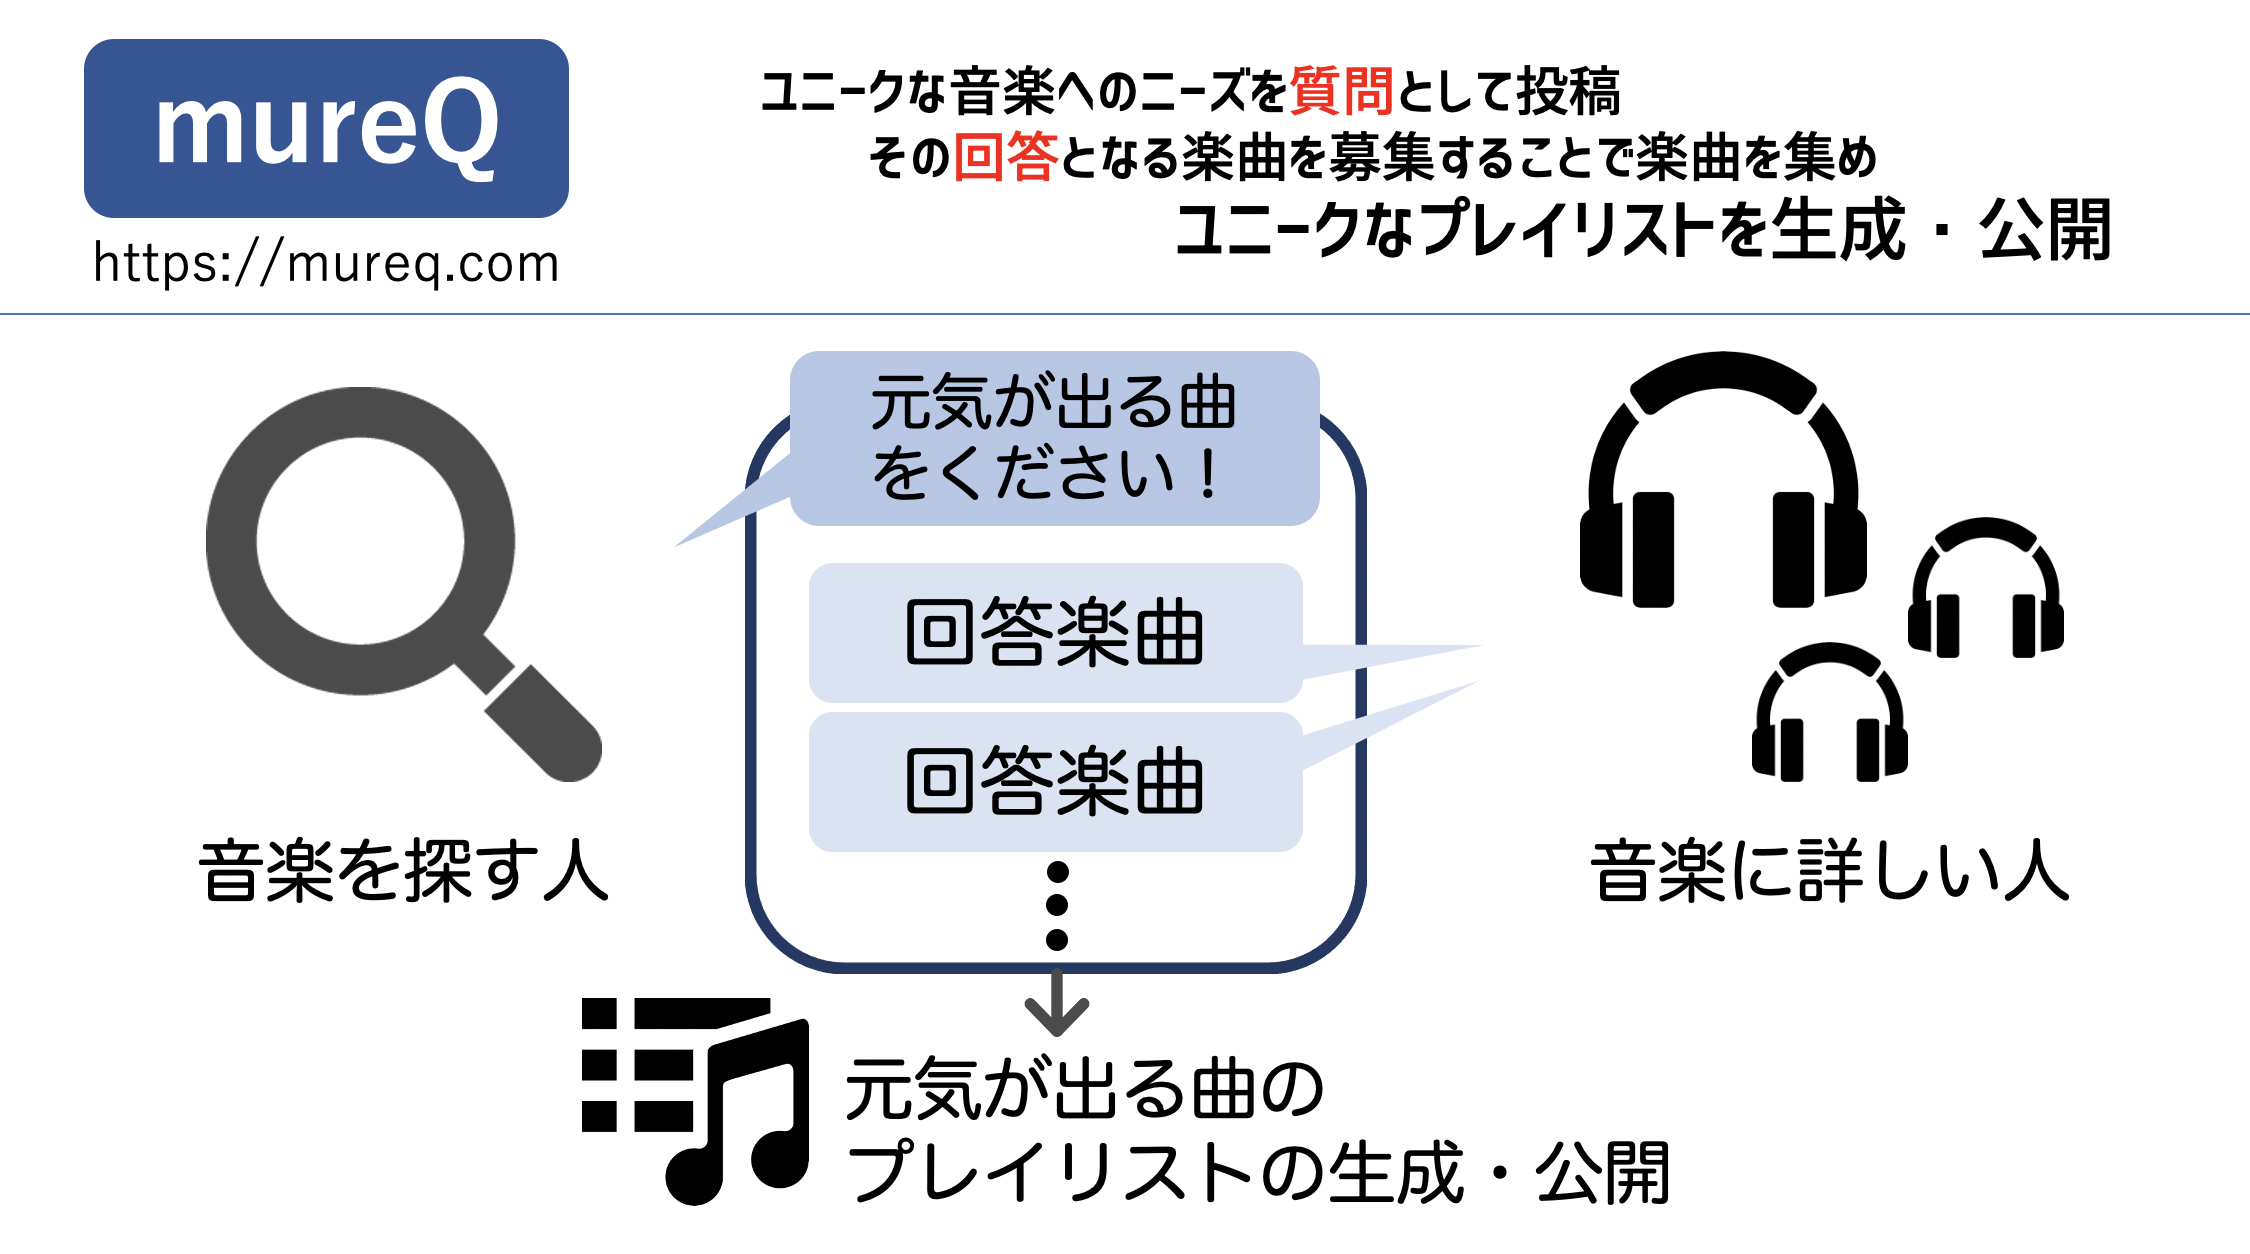 mureQ
https://mureq.com
ユニークな音楽へのニーズを質問として投稿
その回答となる楽曲を募集することで楽曲を集め
ユニークなプレイリストを生成・公開
元気が出る曲
をください！
回答楽曲
回答楽曲
音楽を探す人
音楽に詳しい人
元気が出る曲の
プレイリストの生成・公開